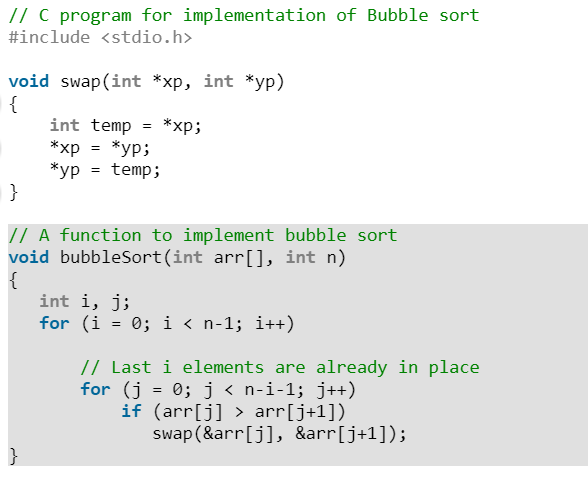 // C program for implementation of Bubble sort
#include <stdio.h>
void swap(int *xp, int *yp)
{
    int temp = *xp;
    *xp = *yp;
    *yp = temp;
}
// A function to implement bubble sort
void bubbleSort(int arr[], int n)
{
   int i, j;
   for (i = 0; i < n-1; i++)
       // Last i elements are already in place
       for (j = 0; j < n-i-1; j++)
           if (arr[j] > arr[j+1])
              swap(&arr[j], &arr[j+1]);
}